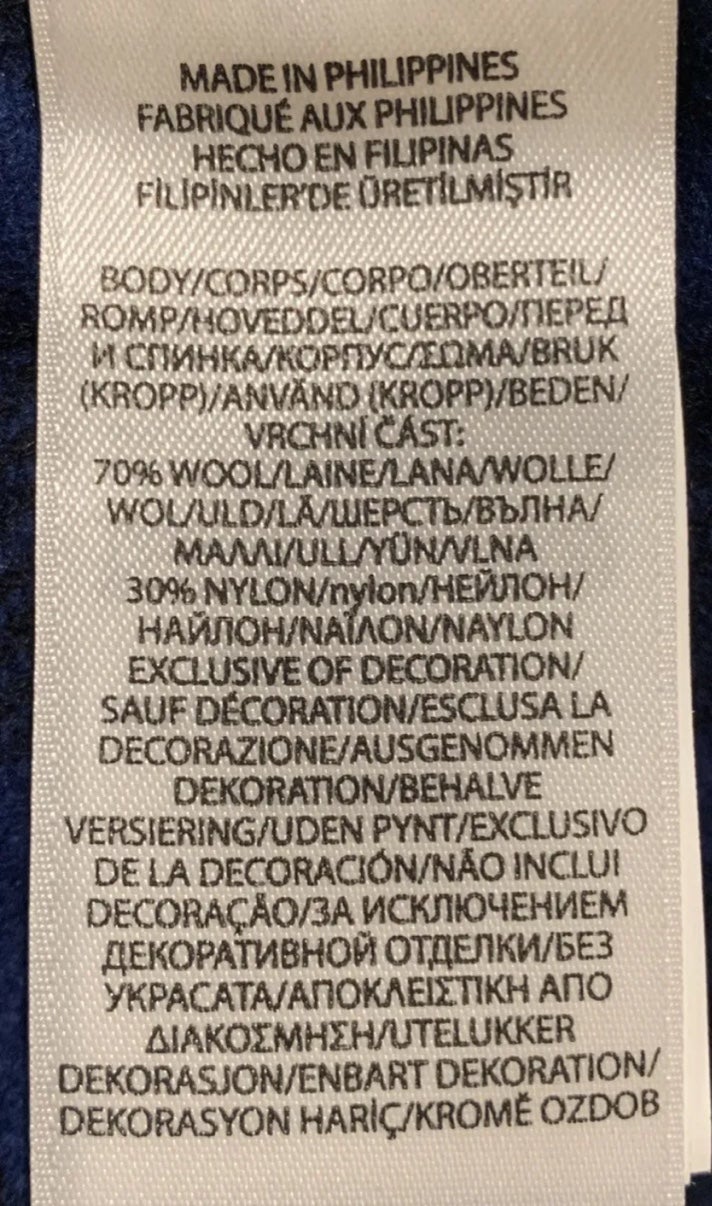 MADE IN PHILIPPINES
FABRIQUÉ AUX PHILIPPINES
HECHO EN FILIPINAS
FİLİPİNLER'DE ÜRETİLMİŞTİR
BODY/CORPS/CORPO/OBERTEIL/
ROMP/HOVEDDEL/CUERPO/ПЕРЕД
И СПИНКА/КОРПУС/ΣΩΜΑ/BRUK
(KROPP)/ANVÄND (KROPP)/BEDEN/
VRCHNÍ ČÁST:
70% WOOL/LAINE/LANA/WOLLE/
WOL/ULD/LÃ/ШЕРСТЬ/ВЪЛНА/
ΜΑΛΛΙ/ULL/YÜN/VLNA
30% NYLON/nylon/НЕЙЛОН/
НАЙЛОН/ΝΑΪΛΟΝ/NAYLON
EXCLUSIVE OF DECORATION/
SAUF DÉCORATION/ESCLUSA LA
DECORAZIONE/AUSGENOMMEN
DEKORATION/BEHALVE
VERSIERING/UDEN PYNT/EXCLUSIVO
DE LA DECORACIÓN/NÃO INCLUI
DECORAÇÃO/ЗА ИСКЛЮЧЕНИЕМ
ДЕКОРАТИВНОЙ ОТДЕЛКИ/БЕЗ
УКРАСАТА/ΑΠΟΚΛΕΙΣΤΙΚΗ ΑΠΟ
ΔΙΑΚΟΣΜΗΣΗ/UTELUKKER
DEKORASJON/ENBART DEKORATION/
DEKORASYON HARİÇ/KROMĚ OZDOB